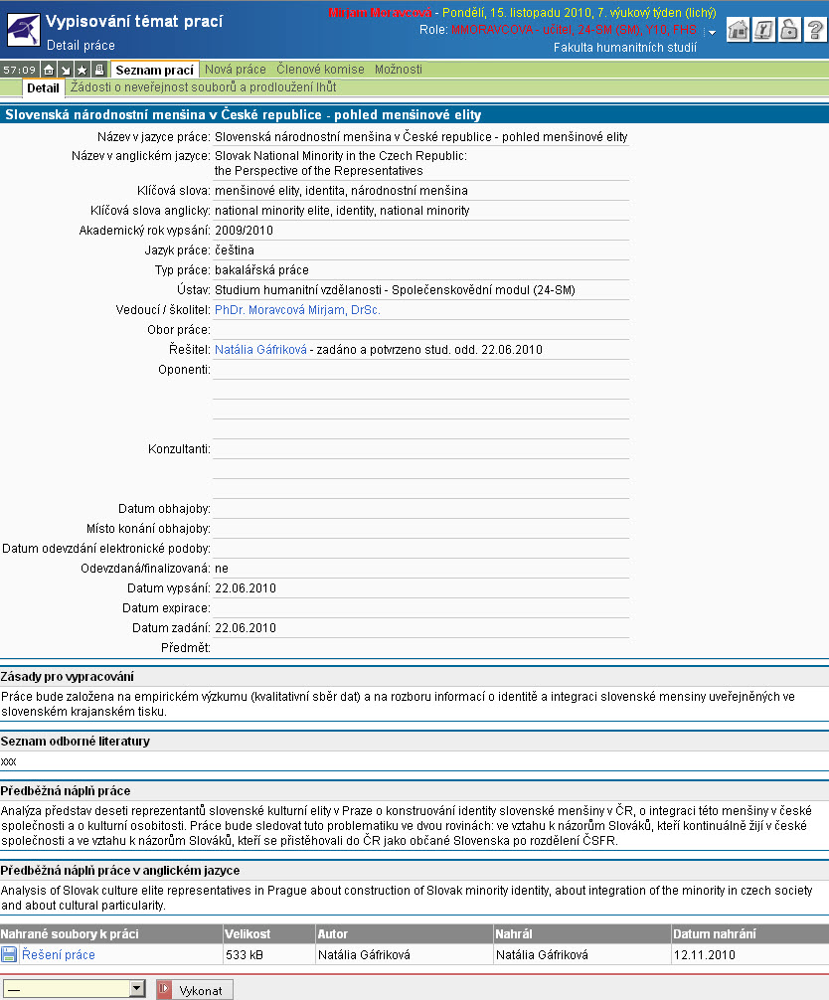 Vypisování témat prací
Detail práce
Mirjam Moravcová - Pondělí, 15. listopadu 2010, 7. výukový týden (lichý)
Role: MMORAVCOVA - učitel, 24-SM (SM), Y10, FHS
Fakulta humanitních studií
57:09 Seznam prací Nová práce Členové komise Možnosti
Detail Žádosti o neveřejnost souborů a prodloužení lhůt
Slovenská národnostní menšina v České republice - pohled menšinové elity
Název v jazyce práce: Slovenská národnostní menšina v České republice - pohled menšinové elity
Název v anglickém jazyce: Slovak National Minority in the Czech Republic:
the Perspective of the Representatives
Klíčová slova: menšinové elity, identita, národnostní menšina
Klíčová slova anglicky: national minority elite, identity, national minority
Akademický rok vypsání: 2009/2010
Jazyk práce: čeština
Typ práce: bakalářská práce
Ústav: Studium humanitní vzdělanosti - Společenskovědní modul (24-SM)
Vedoucí / školitel: PhDr. Moravcová Mirjam, DrSc.
Obor práce:
Řešitel: Natália Gáfriková - zadáno a potvrzeno stud. odd. 22.06.2010
Oponenti:
Konzultanti:
Datum obhajoby:
Místo konání obhajoby:
Datum odevzdání elektronické podoby:
Odevzdaná/finalizovaná: ne
Datum vypsání: 22.06.2010
Datum expirace:
Datum zadání: 22.06.2010
Předmět:
Zásady pro vypracování
Práce bude založena na empirickém výzkumu (kvalitativní sběr dat) a na rozboru informací o identitě a integraci slovenské mensiny uveřejněných ve
slovenském krajanském tisku.
Seznam odborné literatury
xxx
Předběžná náplň práce
Analýza představ deseti reprezentantů slovenské kulturní elity v Praze o konstruování identity slovenské menšiny v ČR, o integraci této menšiny v české
společnosti a o kulturní osobitosti. Práce bude sledovat tuto problematiku ve dvou rovinách: ve vztahu k názorům Slováků, kteří kontinuálně žijí v české
společnosti a ve vztahu k názorům Slováků, kteří se přistěhovali do ČR jako občané Slovenska po rozdělení ČSFR.
Předběžná náplň práce v anglickém jazyce
Analysis of Slovak culture elite representatives in Prague about construction of Slovak minority identity, about integration of the minority in czech society
and about cultural particularity.
Nahrané soubory k práci Velikost Autor Nahrál Datum nahrání
Řešení práce 533 kB Natália Gáfriková Natália Gáfriková 12.11.2010
--- Vykonat